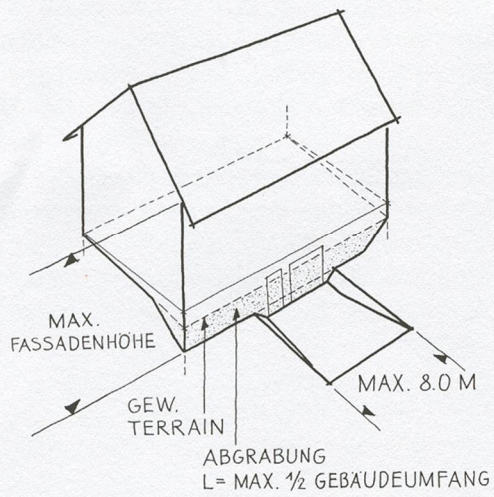 MAX.
FASSADENHÖHE
MAX. 8.0 M
GEW.
TERRAIN
ABGRABUNG
L= MAX. 1/2 GEBÄUDEUMFANG